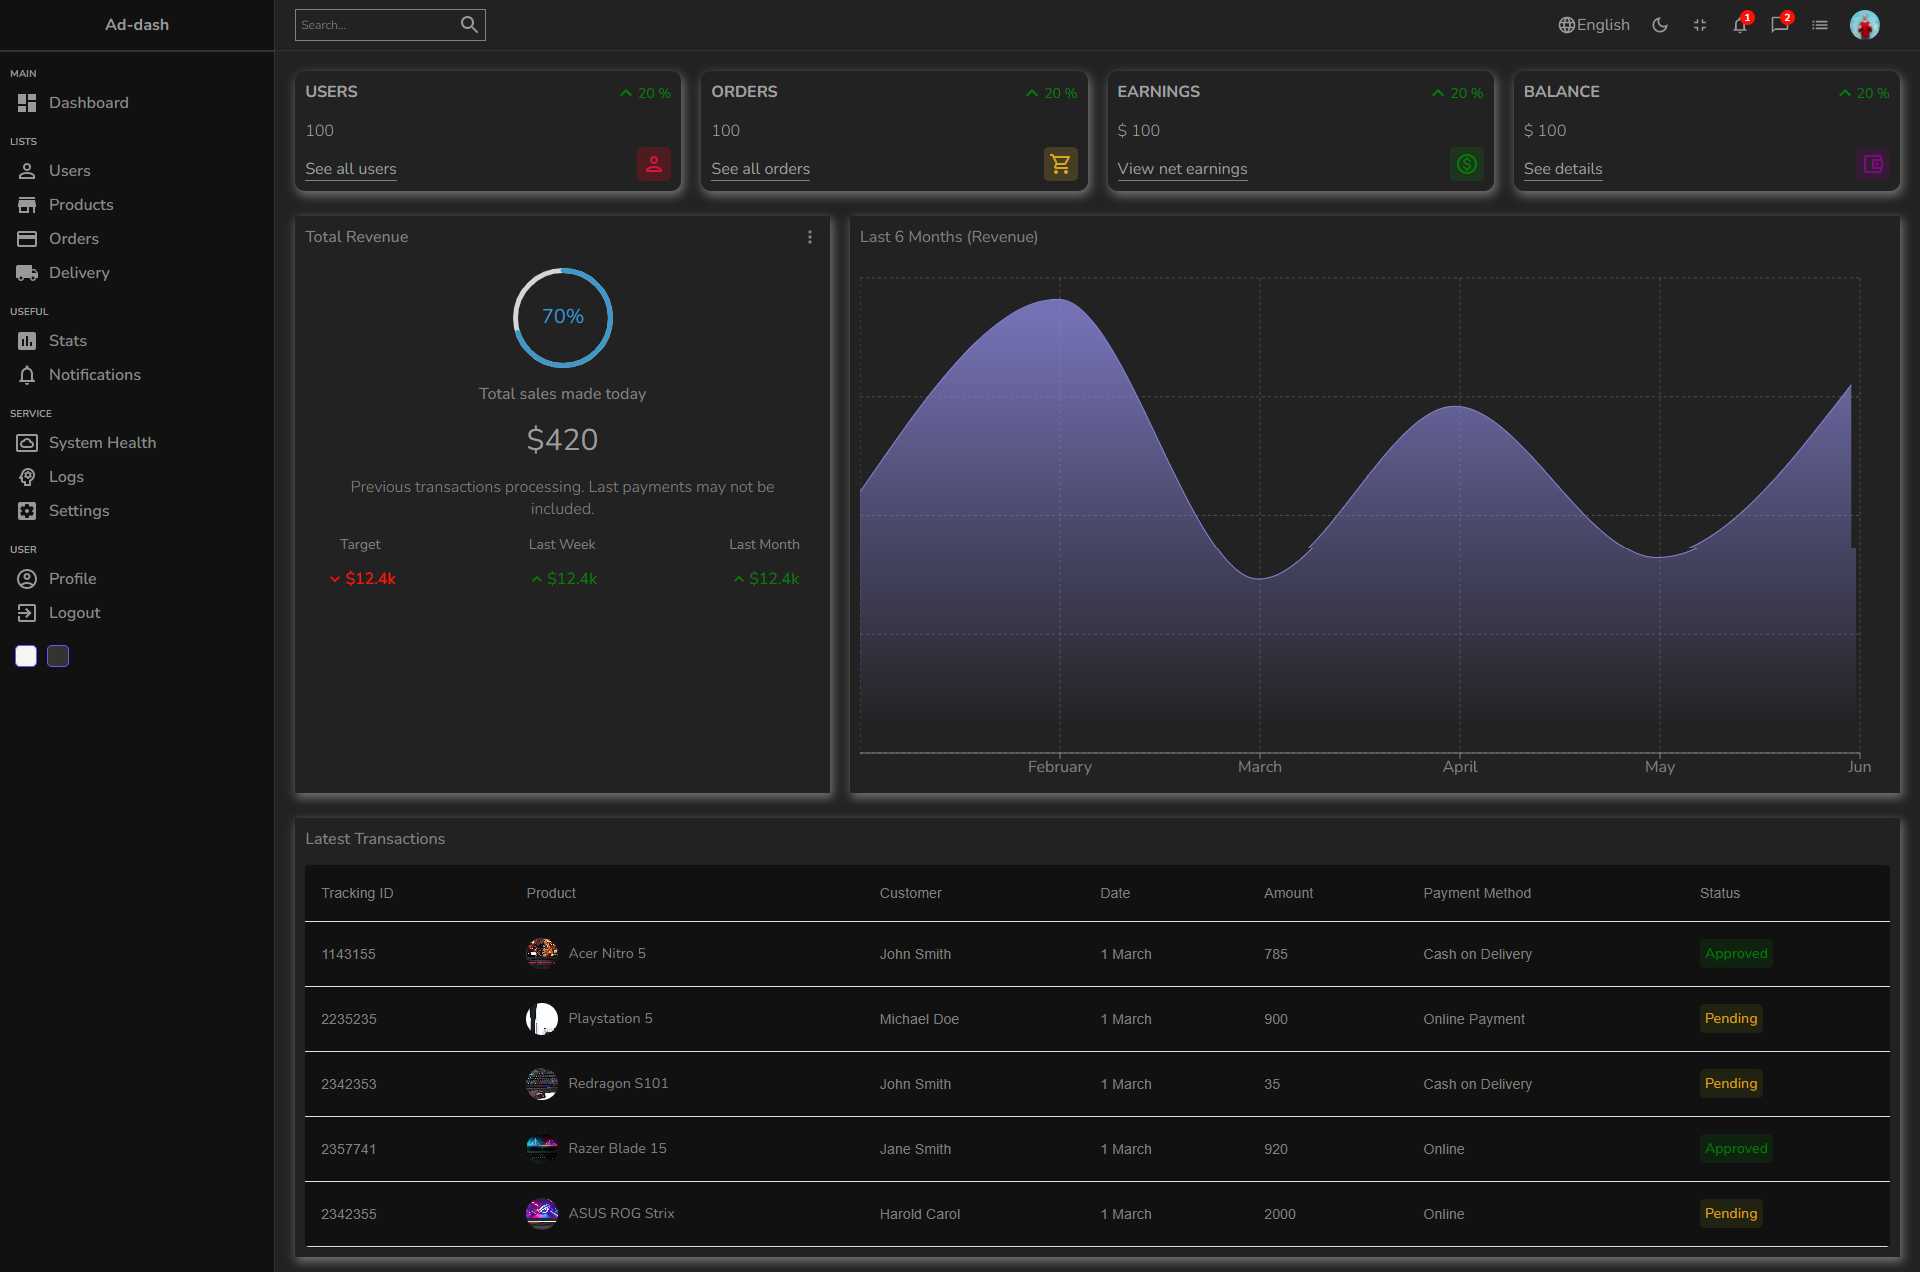 Ad-dash
Search...
English
1
2
MAIN
Dashboard
LISTS
Users
Products
Orders
Delivery
USEFUL
Stats
Notifications
SERVICE
System Health
Logs
Settings
USER
Profile
Logout
USERS
20 %
100
See all users
ORDERS
20 %
100
See all orders
EARNINGS
20 %
$ 100
View net earnings
BALANCE
20 %
$ 100
See details
Total Revenue
70%
Total sales made today
$420
Previous transactions processing. Last payments may not be
included.
Target
$12.4k
Last Week
$12.4k
Last Month
$12.4k
Last 6 Months (Revenue)
February
March
April
May
Jun
Latest Transactions
Tracking ID Product Customer Date Amount Payment Method Status
1143155 Acer Nitro 5 John Smith 1 March 785 Cash on Delivery Approved
2235235 Playstation 5 Michael Doe 1 March 900 Online Payment Pending
2342353 Redragon S101 John Smith 1 March 35 Cash on Delivery Pending
2357741 Razer Blade 15 Jane Smith 1 March 920 Online Approved
2342355 ASUS ROG Strix Harold Carol 1 March 2000 Online Pending